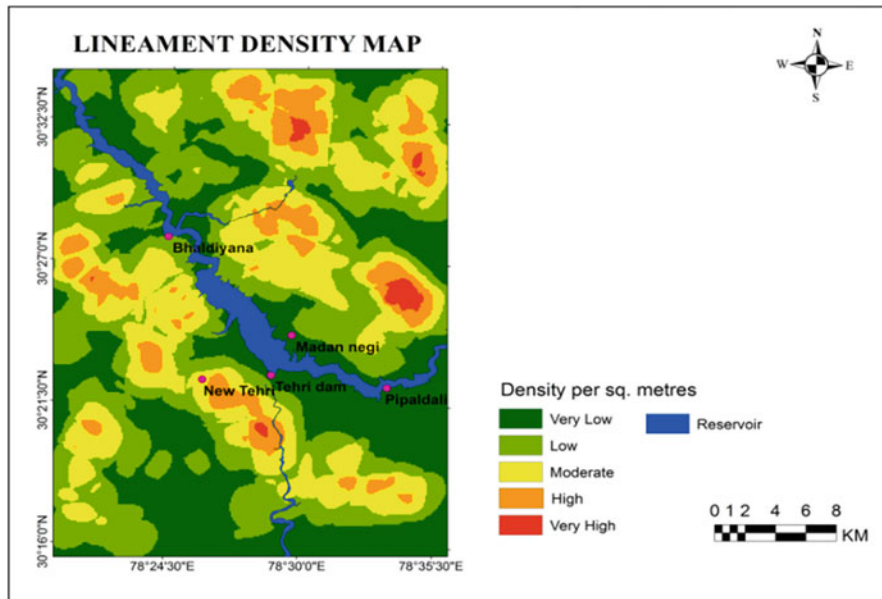 LINEAMENT DENSITY MAP
N
W E
S
30°32'30"N
30°27'0"N
30°21'30"N
30°16'0"N
Bhaldiyana
Madan negi
New Tehri
Tehri dam
Pipaldali
78°24'30"E
78°30'0"E
78°35'30"E
Density per sq. metres
Very Low
Low
Moderate
High
Very High
Reservoir
0 1 2 4 6 8
KM